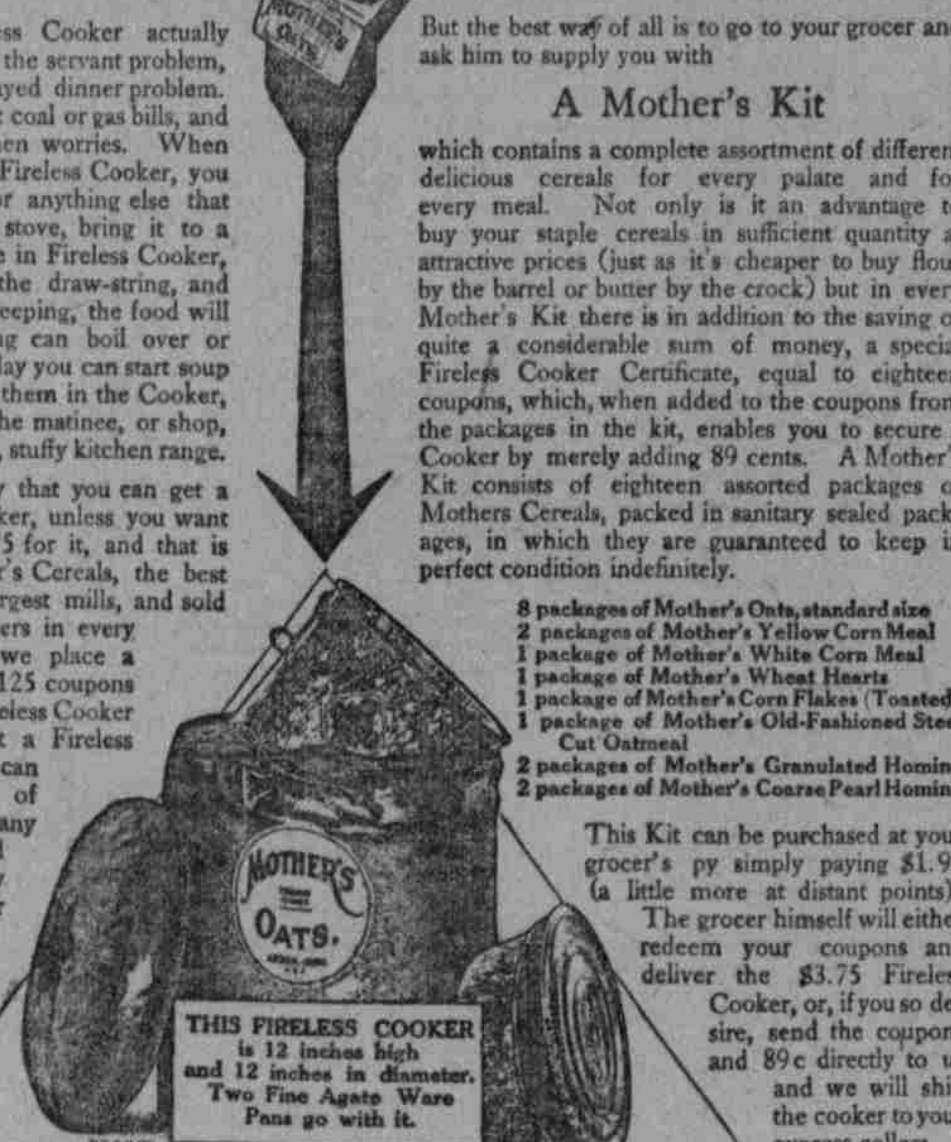 ss Cooker actually
the servant problem,
ayed dinner problem.
t coal or gas bills, and
en worries. When
Fireless Cooker, you
or anything else that
stove, bring it to a
e in Fireless Cooker,
the draw-string, and
eeping, the food will
ng can boil over or
day you can start soup
them in the Cooker,
he matinee, or shop,
, stuffy kitchen range.
y that you can get a
ker, unless you want
5 for it, and that is
r's Cereals, the best
rgest mills, and sold
ers in every
we place a
125 coupons
eless Cooker
t a Fireless
can
of
any
MOTHER'S
OATS.
But the best way of all is to go to your grocer and
ask him to supply you with
A Mother's Kit
which contains a complete assortment of differen
delicious cereals for every palate and fo
every meal. Not only is it an advantage t
buy your staple cereals in sufficient quantity a
attractive prices (just as it's cheaper to buy flour
by the barrel or butter by the crock) but in ever
Mother's Kit there is in addition to the saving o
quite a considerable sum of money, a specia
Fireless Cooker Certificate, equal to eighteen
coupons, which, when added to the coupons from
the packages in the kit, enables you to secure
Cooker by merely adding 89 cents. A Mother'
Kit consists of eighteen assorted packages o
Mothers Cereals, packed in sanitary sealed pack
ages, in which they are guaranteed to keep i
perfect condition indefinitely.
8 packages of Mother's Oats, standard size
2 packages of Mother's Yellow Corn Meal
1 package of Mother's White Corn Meal
1 package of Mother's Wheat Hearts
1 package of Mother's Corn Flakes (Toasted
1 package of Mother's Old-Fashioned Stee
Cut Oatmeal
2 packages of Mother's Granulated Homin
2 packages of Mother's Coarse Pearl Homin
This Kit can be purchased at you
grocer's py simply paying $1.9
(a little more at distant points)
The grocer himself will eithe
redeem your coupons an
deliver the $3.75 Fireles
Cooker, or, if you so de
sire, send the coupon
and 89c directly to u
and we will shi
the cooker to you
MOTHER'S
OATS.
THIS FIRELESS COOKER
is 12 inches high
and 12 inches in diameter.
Two Fine Agate Ware
Pans go with it.